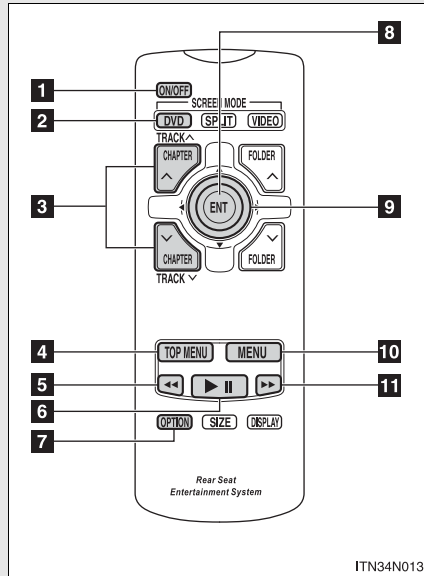 8
1
ON/OFF
SCREEN MODE
2
DVD SPLIT VIDEO
TRACK
CHAPTER FOLDER
3
ENT
9
CHAPTER FOLDER
TRACK
4
TOP MENU MENU
10
5
11
6
7
OPTION SIZE DISPLAY
Rear Seat
Entertainment System
ITN34N013